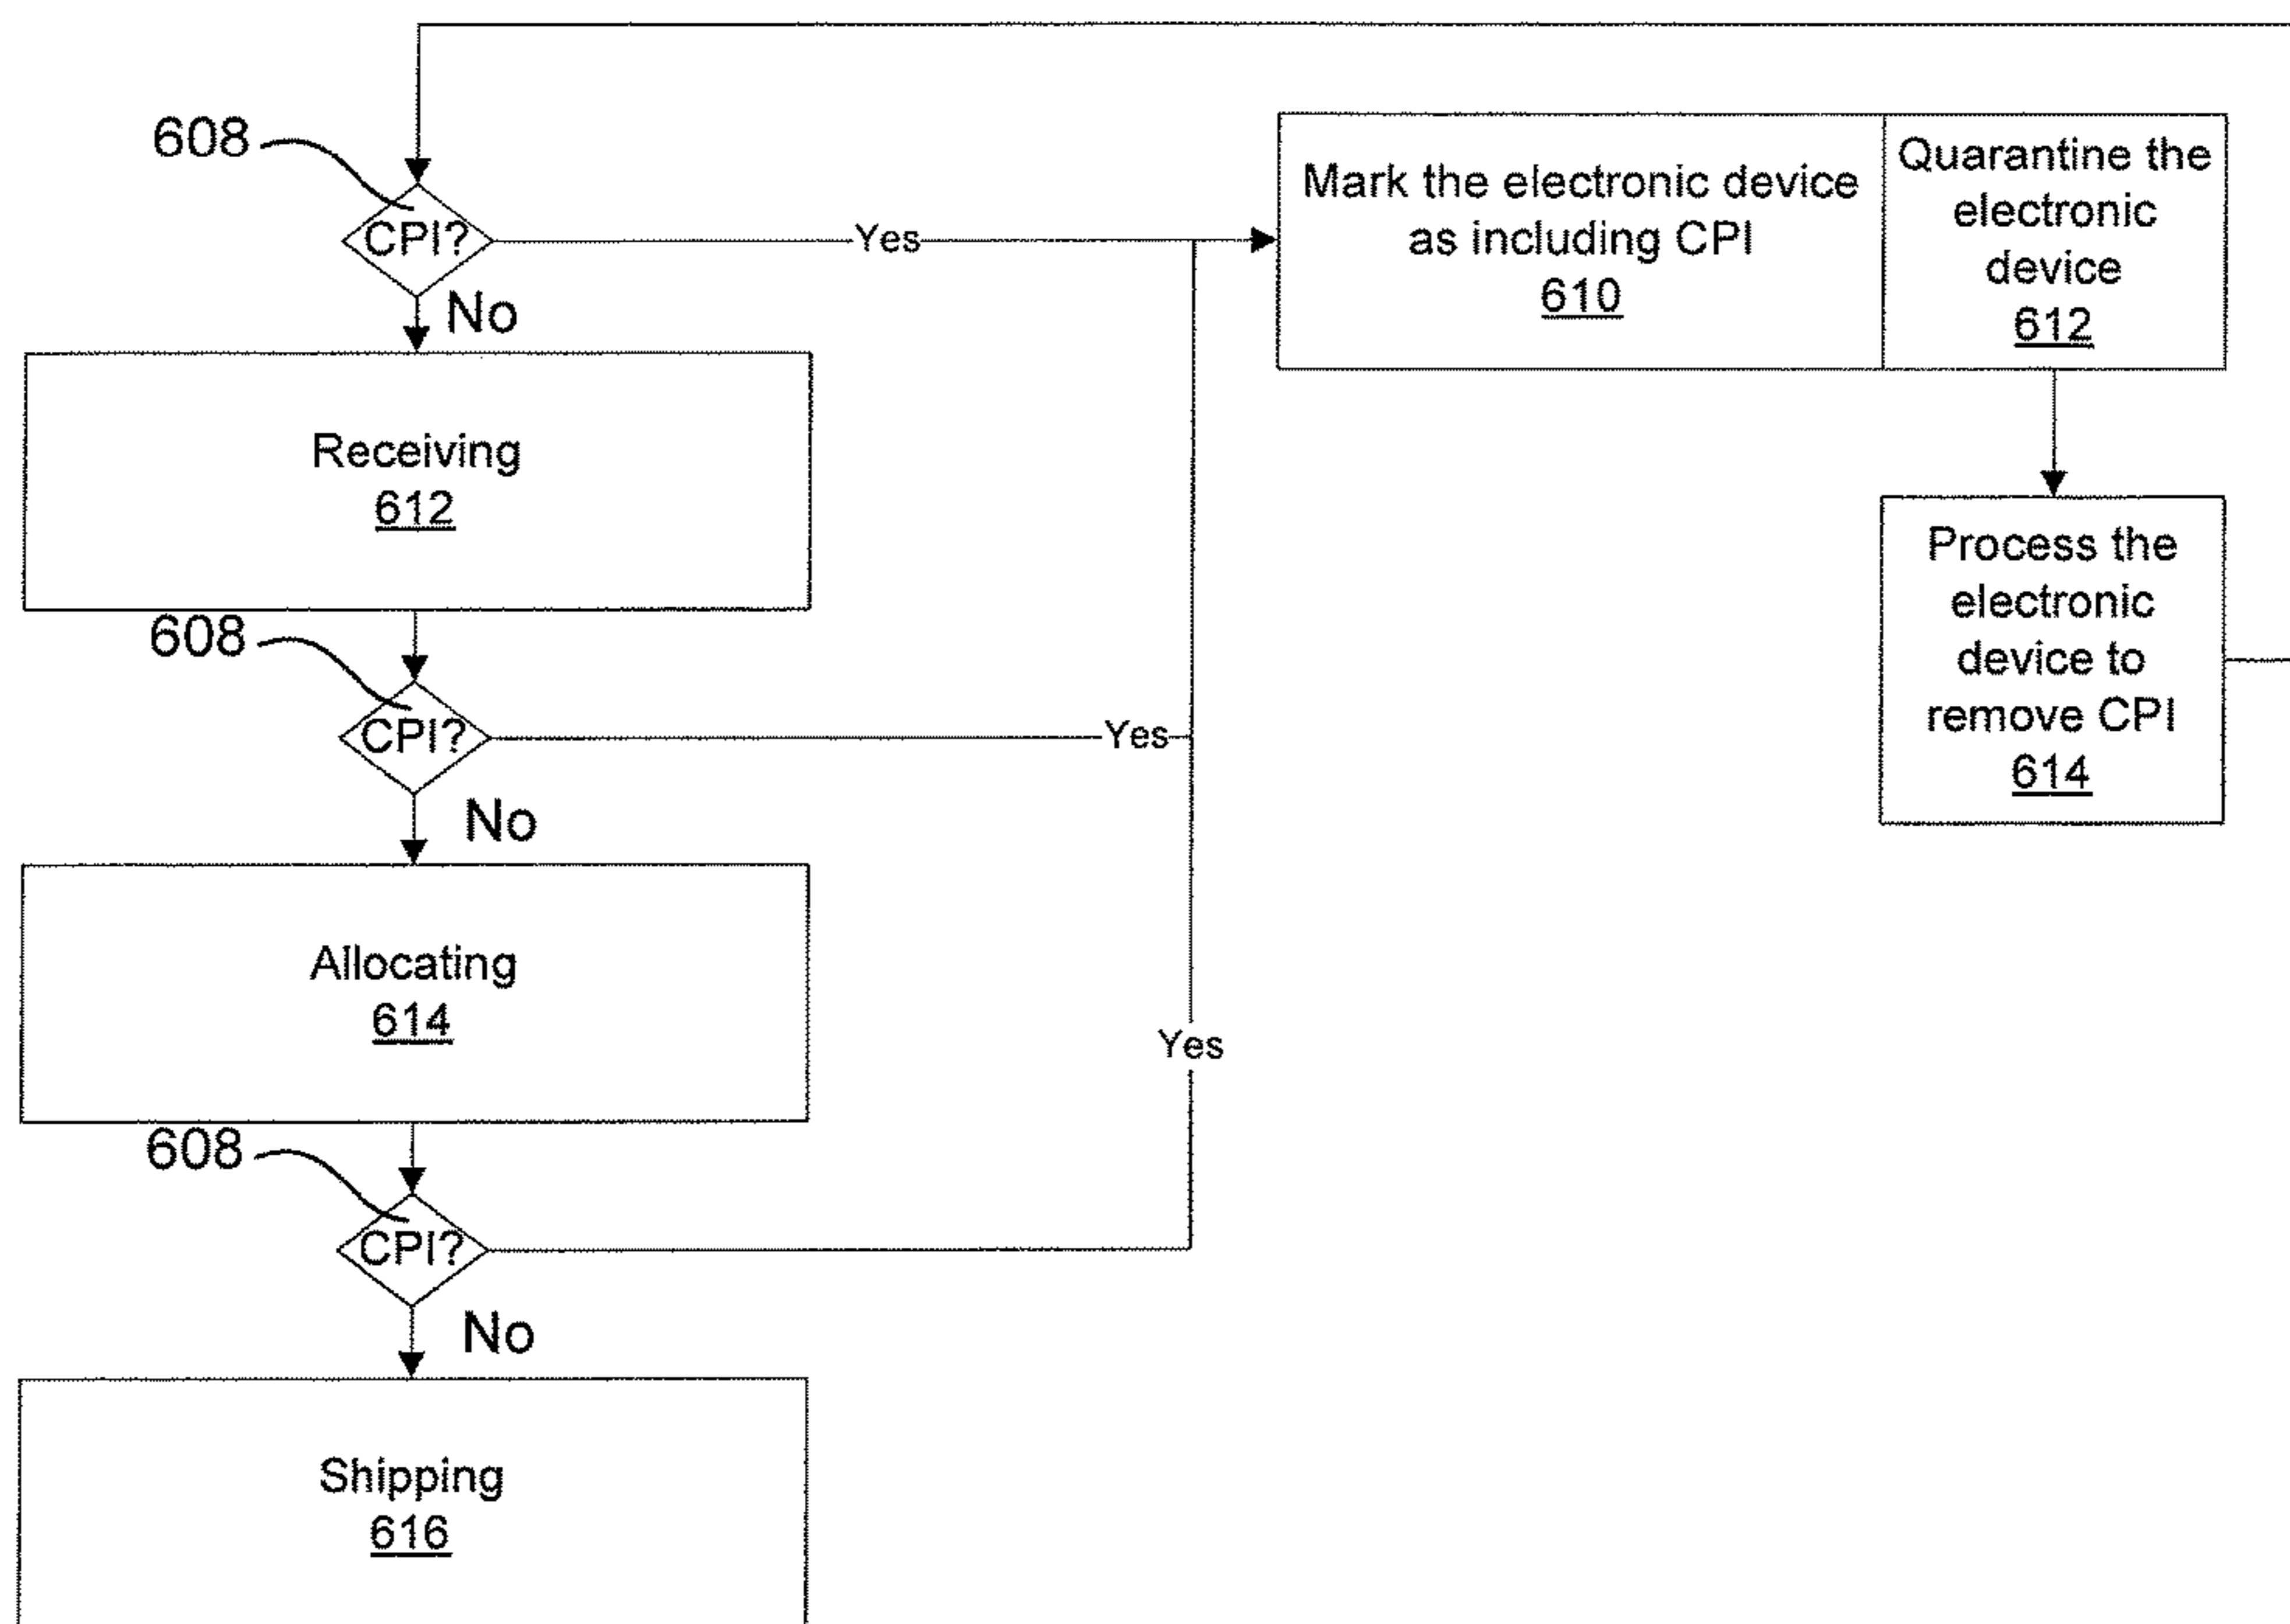 608
CPI?
Yes
No
Mark the electronic device
as including CPI
610
Quarantine the
electronic
device
612
Receiving
612
Process the
electronic
device to
remove CPI
614
608
CPI?
Yes
No
Allocating
614
Yes
608
CPI?
No
Shipping
616